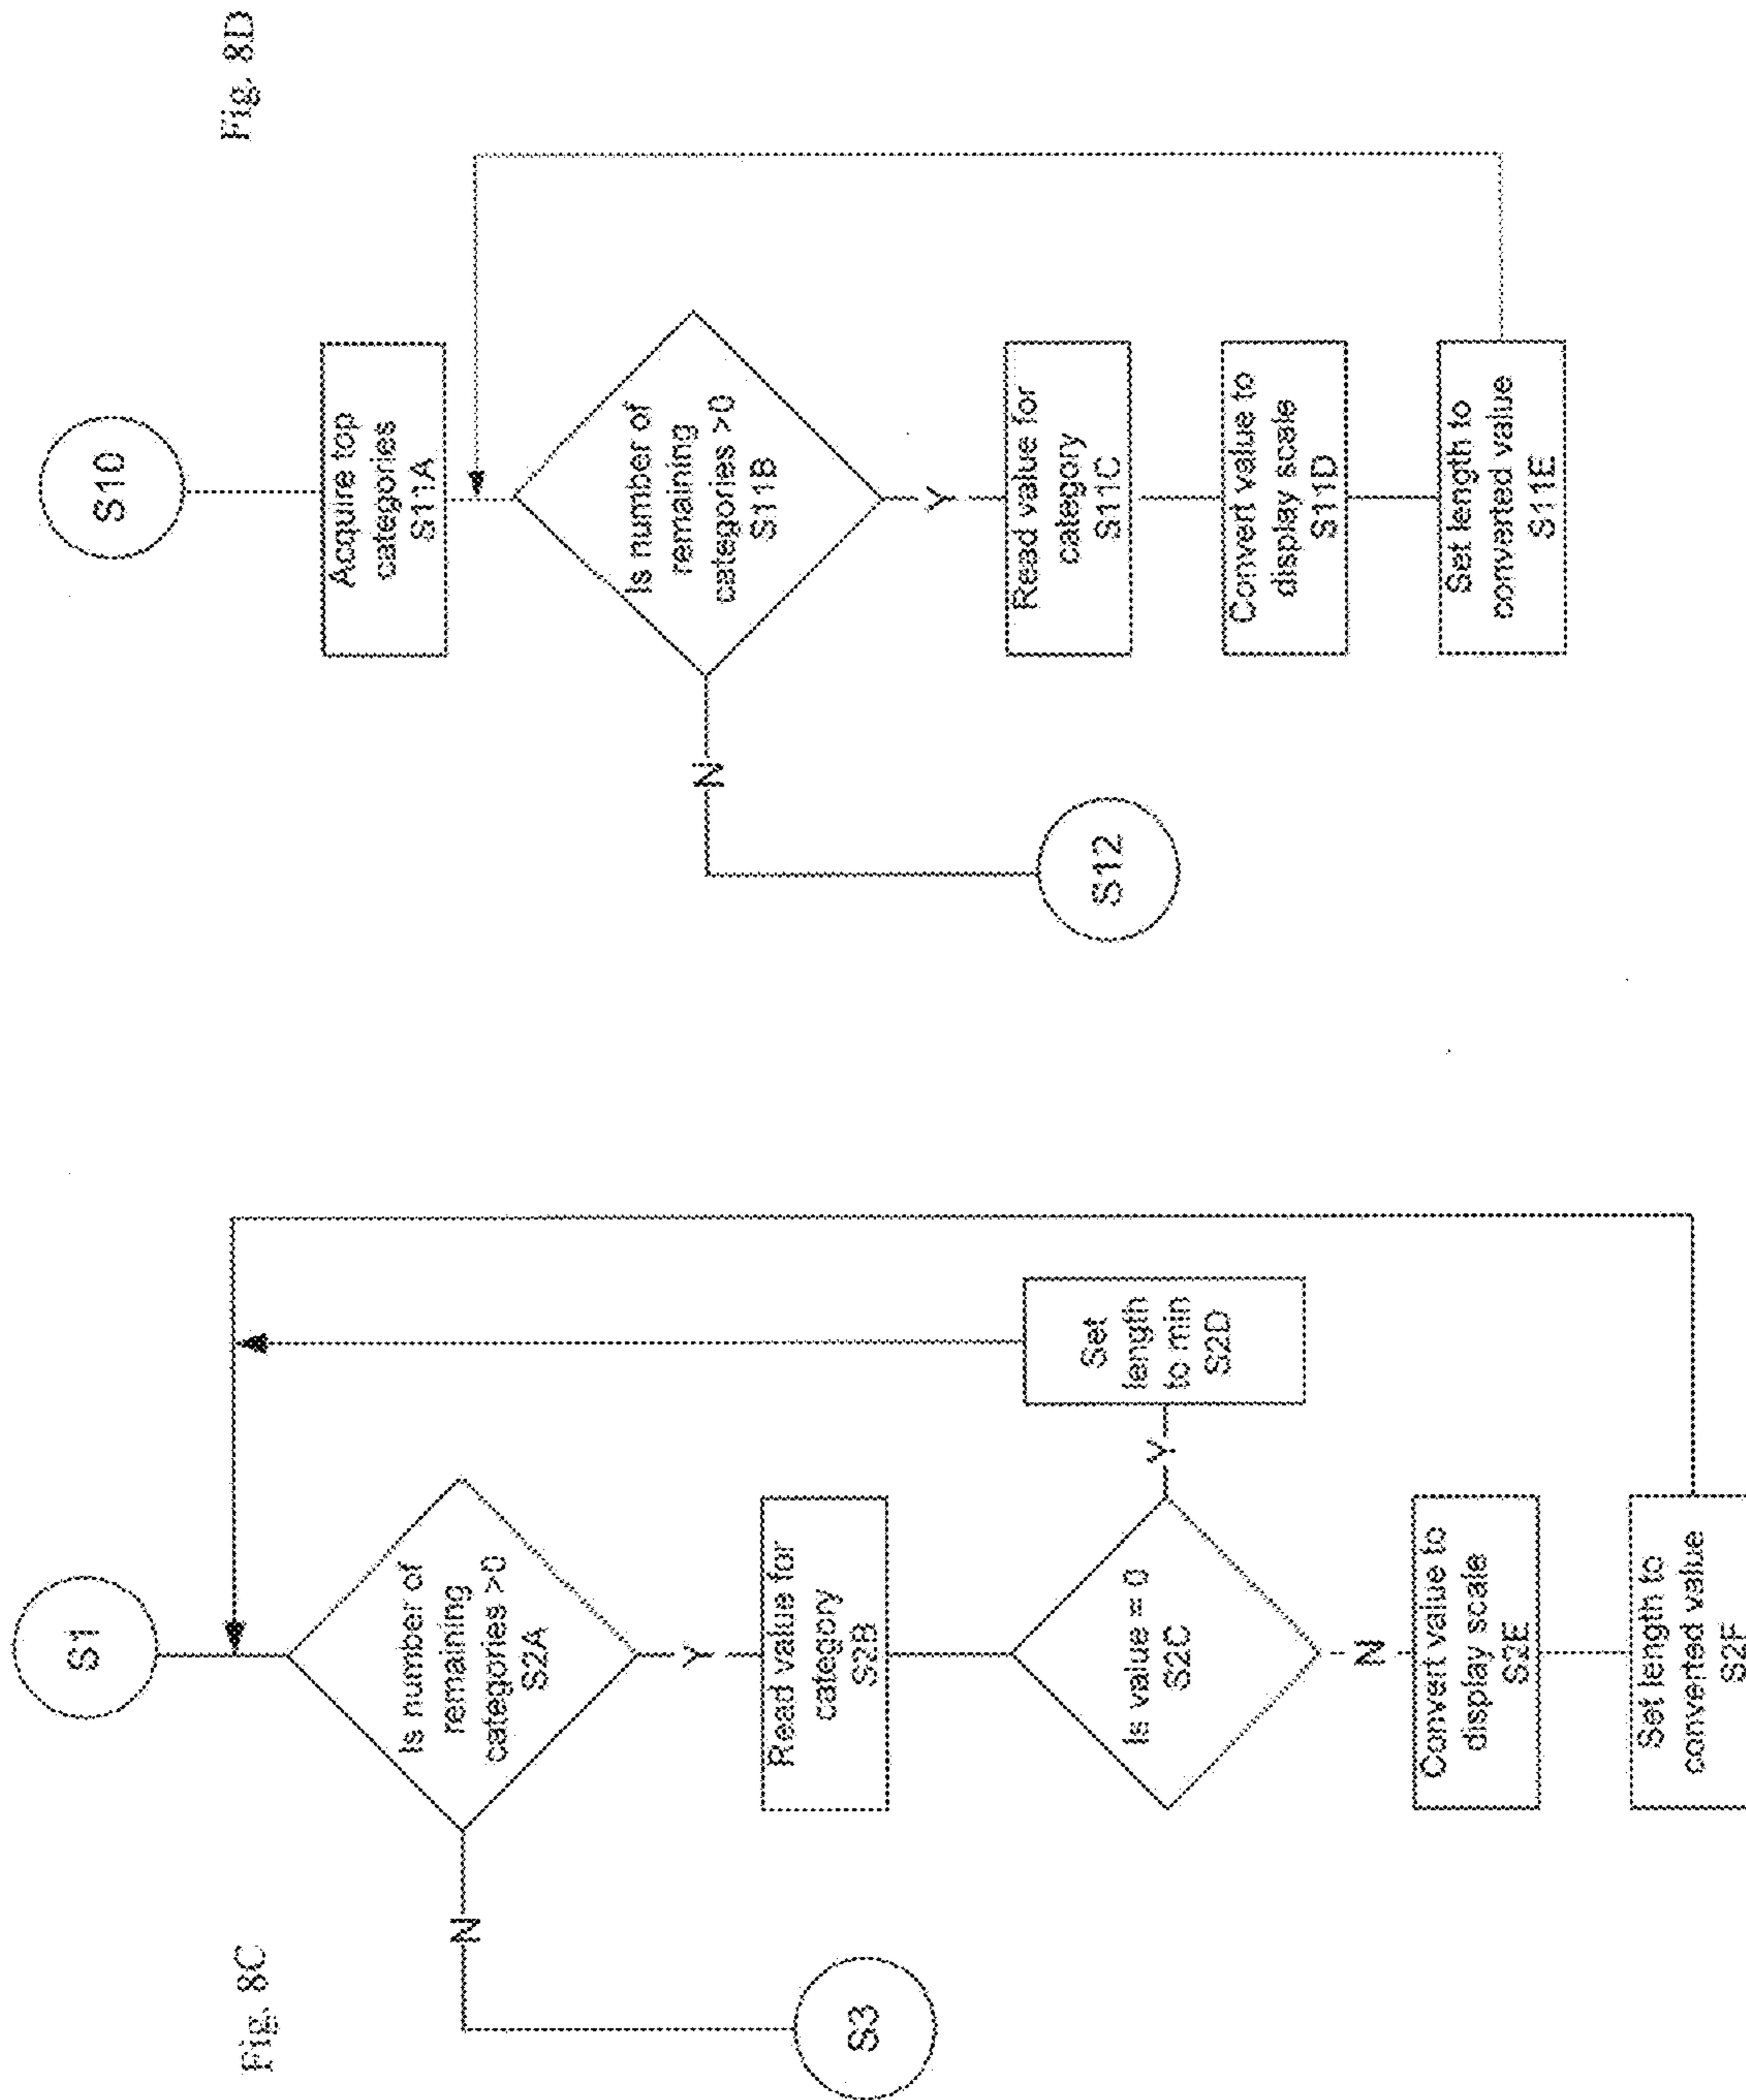 Fig. 8C
S1
Is number of
remaining
categories >0
S2A
N
Y
S3
Read value for
category
S2B
Is value = 0
S2C
Y
Set
length
to min
S2D
N
Convert value to
display scale
S2E
Set length to
converted value
S2F
Fig. 8D
S10
Acquire top
categories
S11A
Is number of
remaining
categories >0
S11B
N
Y
S12
Read value for
category
S11C
Convert value to
display scale
S11D
Set length to
converted value
S11E